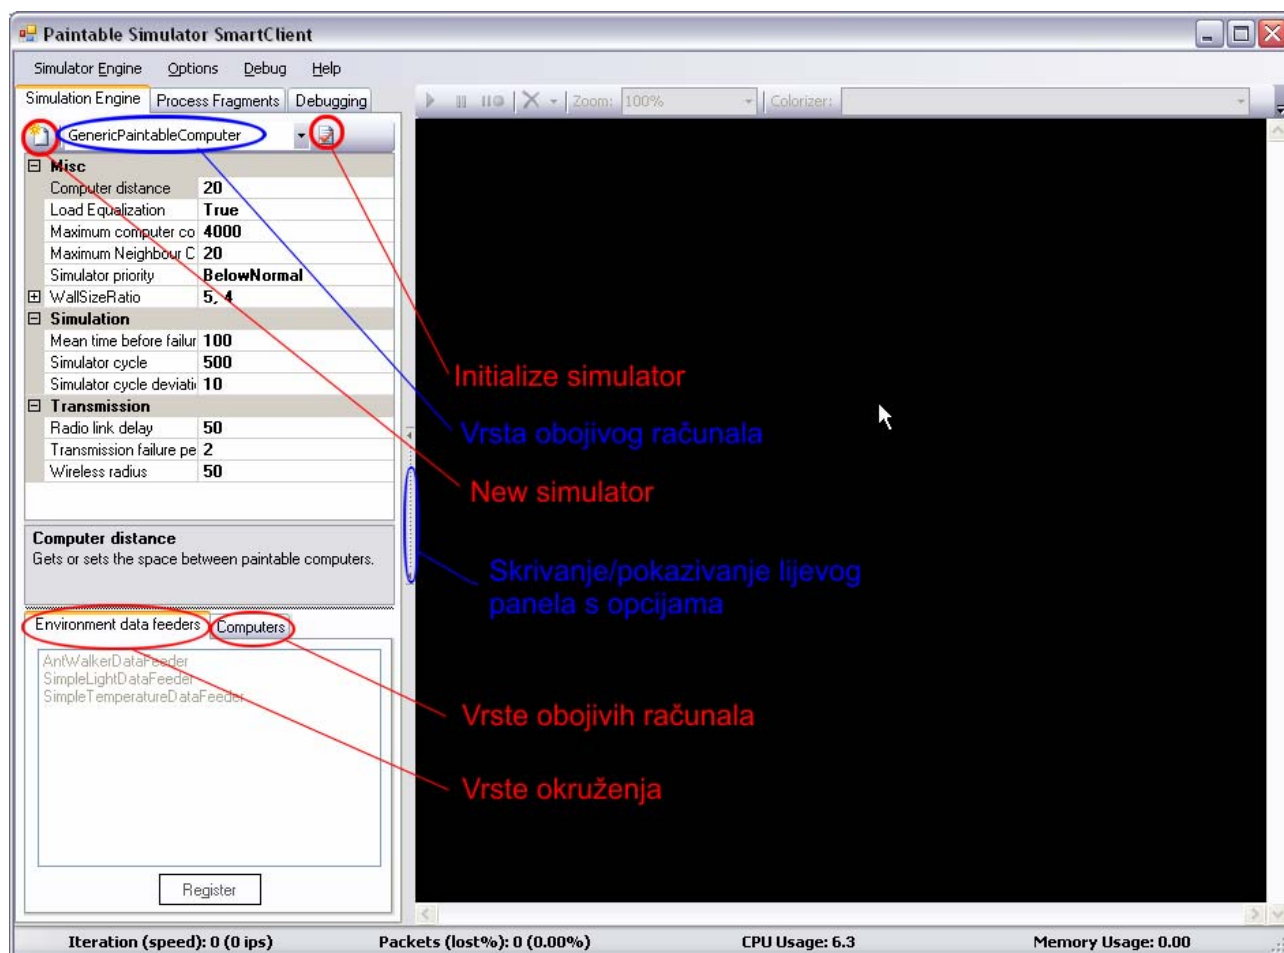 Paintable Simulator SmartClient
Simulator Engine Options Debug Help
Simulation Engine Process Fragments Debugging
Zoom: 100% Colorizer:
GenericPaintableComputer
Misc
Computer distance 20
Load Equalization True
Maximum computer co 4000
Maximum Neighbour C 20
Simulator priority BelowNormal
WallSizeRatio 5, 4
Simulation
Mean time before failur 100
Simulator cycle 500
Simulator cycle deviati 10
Transmission
Radio link delay 50
Transmission failure pe 2
Wireless radius 50
Computer distance
Gets or sets the space between paintable computers.
Environment data feeders Computers
AntWalkerDataFeeder
SimpleLightDataFeeder
SimpleTemperatureDataFeeder
Register
Initialize simulator
Vrsta obojivog računala
New simulator
Skrivanje/pokazivanje lijevog
panela s opcijama
Vrste obojivih računala
Vrste okruženja
Iteration (speed): 0 (0 ips) Packets (lost%): 0 (0.00%) CPU Usage: 6.3 Memory Usage: 0.00